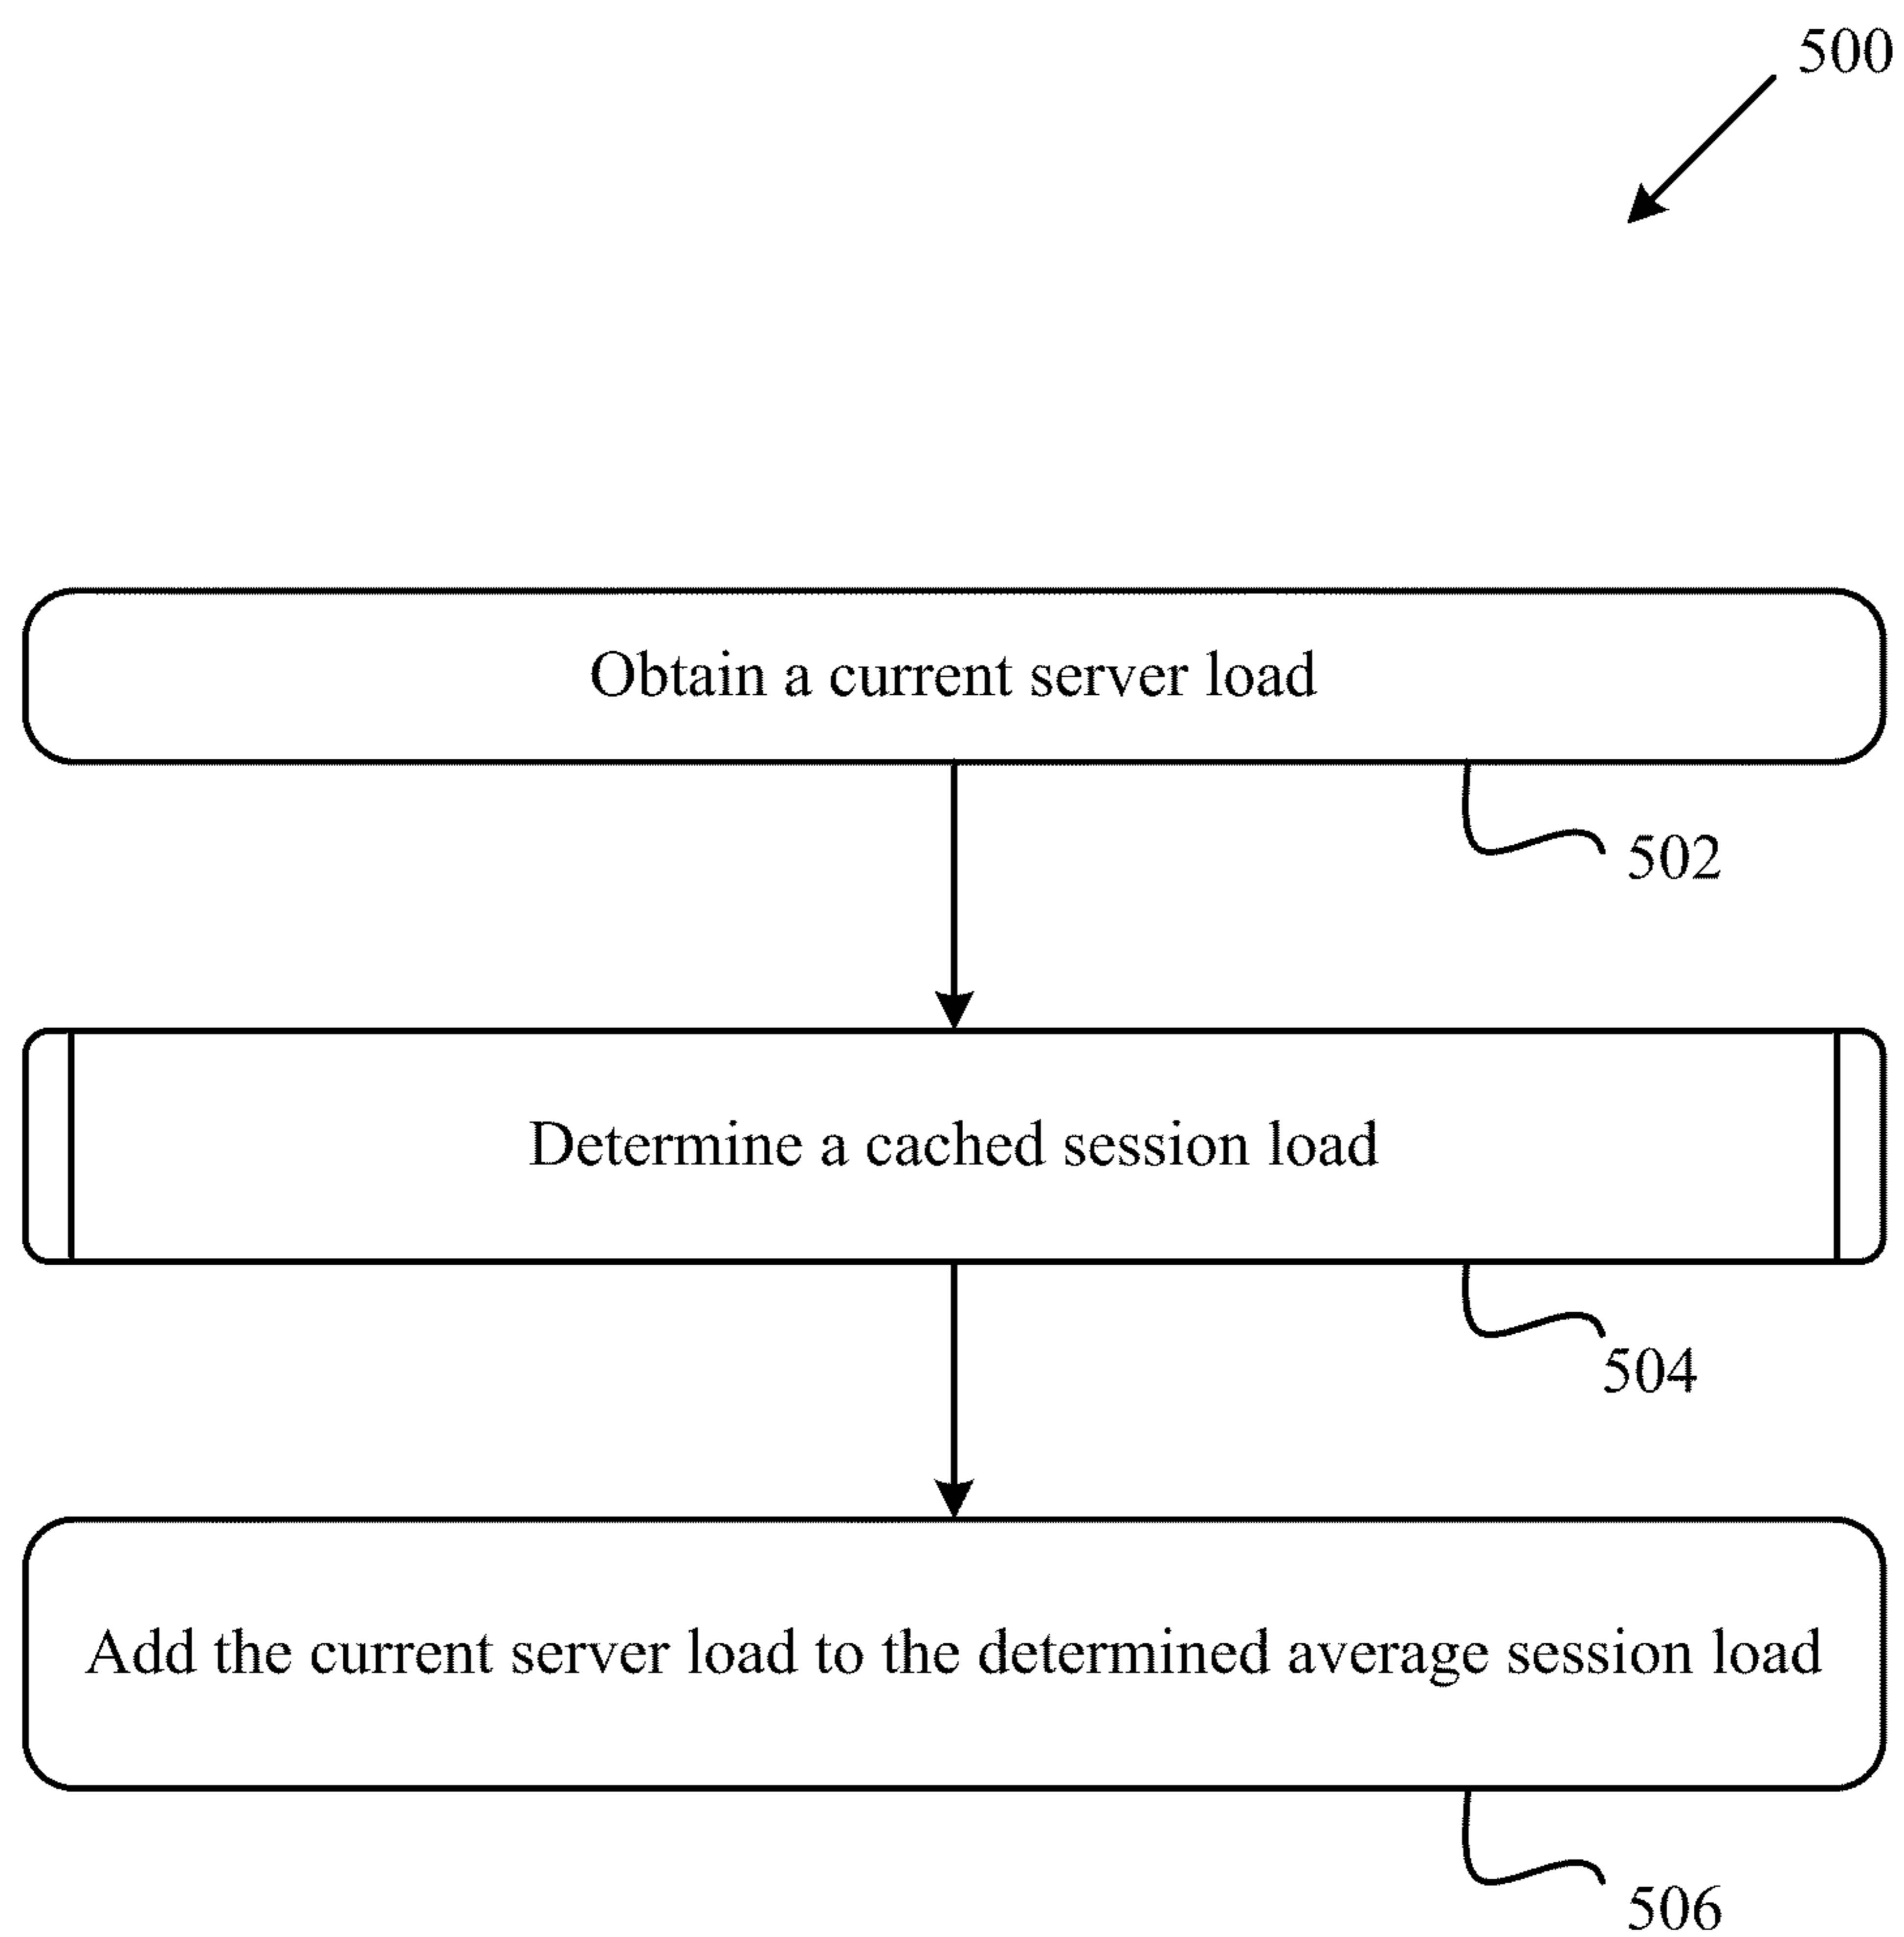 500
Obtain a current server load
502
Determine a cached session load
504
Add the current server load to the determined average session load
506